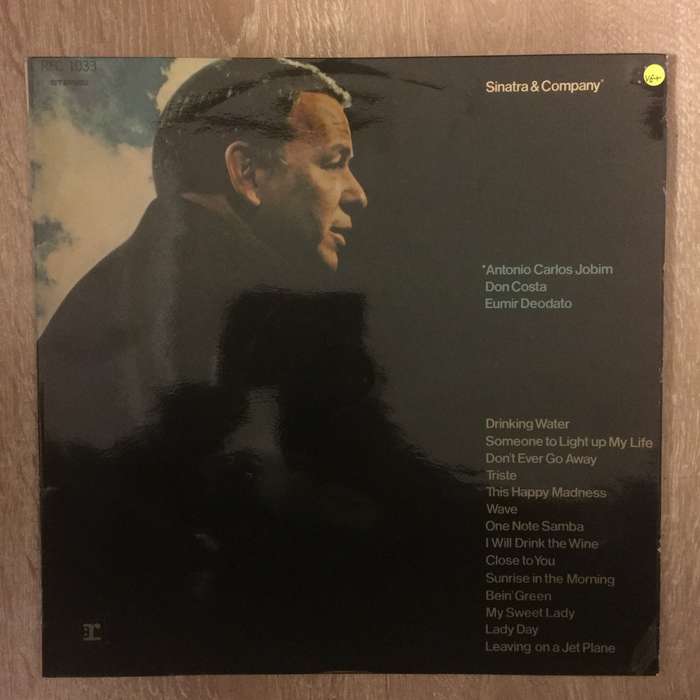 RFC 1033
STEREO
VG+
Sinatra & Company*
*Antonio Carlos Jobim
Don Costa
Eumir Deodato
Drinking Water
Someone to Light up My Life
Don't Ever Go Away
Triste
This Happy Madness
Wave
One Note Samba
I Will Drink the Wine
Close to You
Sunrise in the Morning
Bein' Green
My Sweet Lady
Lady Day
Leaving on a Jet Plane